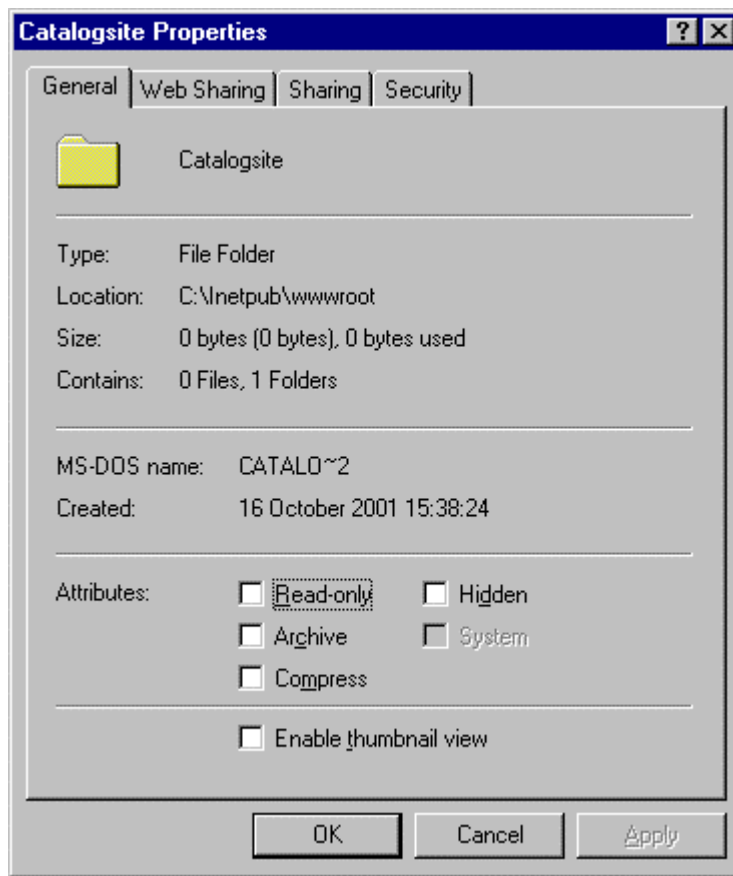 Catalogsite Properties
General Web Sharing Sharing Security
Catalogsite
Type: File Folder
Location: C:\Inetpub\wwwroot
Size: 0 bytes (0 bytes), 0 bytes used
Contains: 0 Files, 1 Folders
MS-DOS name: CATALO~2
Created: 16 October 2001 15:38:24
Attributes: Read-only Hidden
Archive System
Compress
Enable thumbnail view
OK Cancel Apply